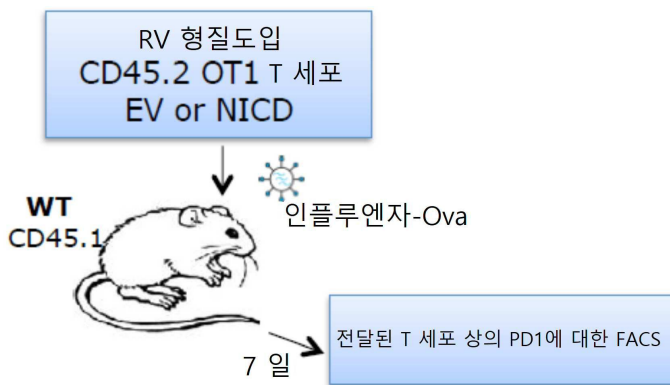 RV 형질도입
CD45.2 OT1 T 세포
EV or NICD
WT
CD45.1
인플루엔자-Ova
7 일
전달된 T 세포 상의 PD1에 대한 FACS